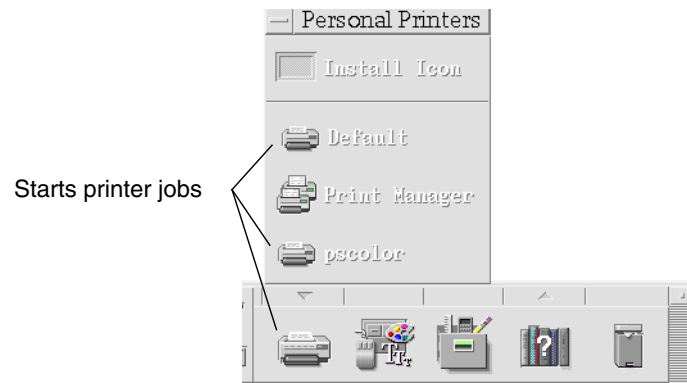 Personal Printers
Install Icon
Default
Starts printer jobs
Print Manager
pscolor
?